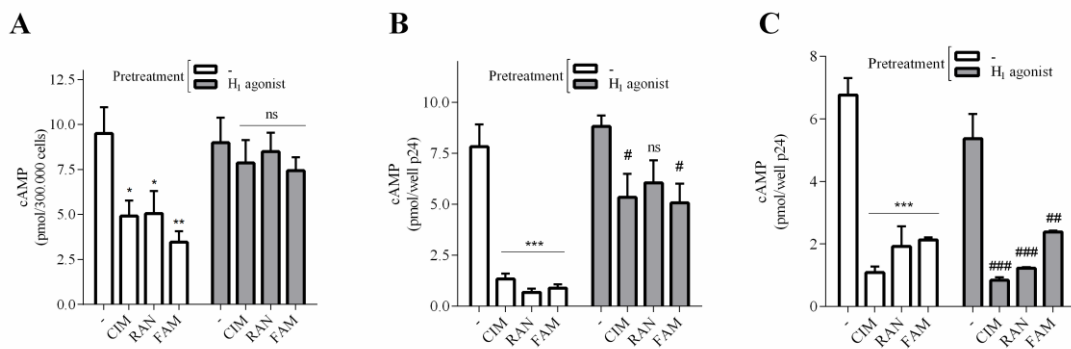 A
Pretreatment
-
H1 agonist
cAMP
(pmol/300.000 cells)
12.5
10.0
7.5
5.0
2.5
0.0
*
*
**
ns
-
CIM
RAN
FAM
-
CIM
RAN
FAM
B
Pretreatment
-
H1 agonist
cAMP
(pmol/well p24)
10.0
7.5
5.0
2.5
0.0
***
#
ns
#
-
CIM
RAN
FAM
-
CIM
RAN
FAM
C
Pretreatment
-
H1 agonist
cAMP
(pmol/well p24)
8
6
4
2
0
***
###
###
##
-
CIM
RAN
FAM
-
CIM
RAN
FAM